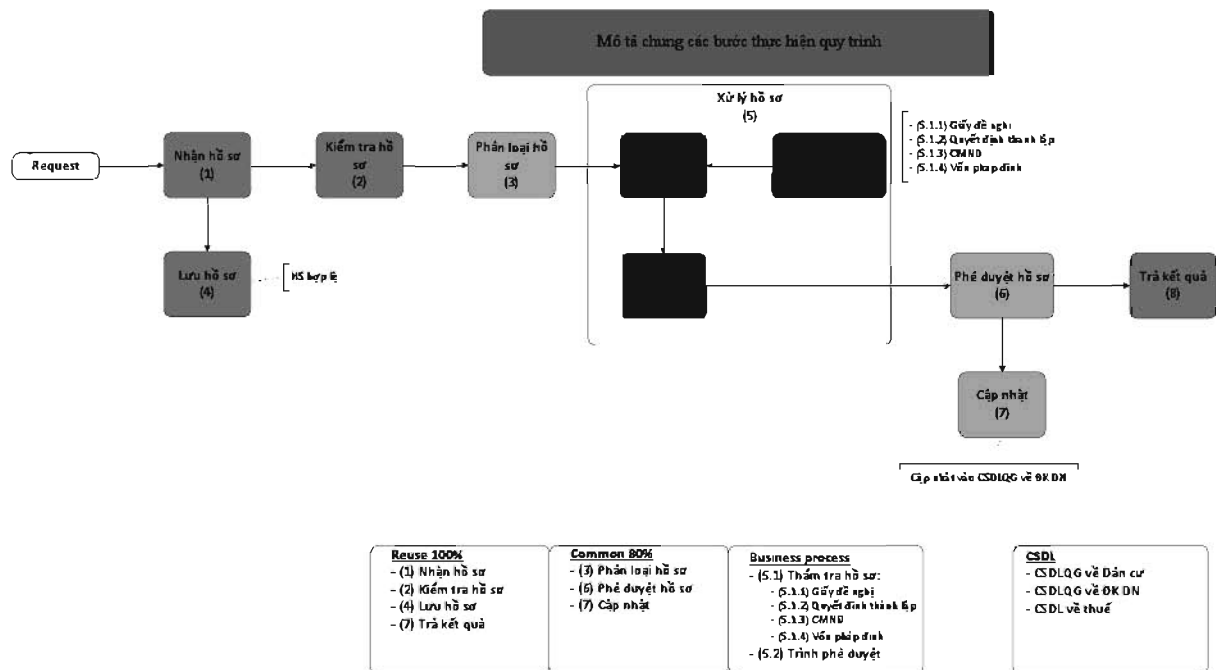 Mô tả chung các bước thực hiện quy trình
Xử lý hồ sơ
(5)
- (5.1.1) Giấy đề nghị
- (5.1.2) Quyết định thành lập
- (5.1.3) CMND
- (5.1.4) Vốn pháp định
Request
Nhận hồ sơ
(1)
Kiểm tra hồ
sơ
(2)
Phân loại hồ
sơ
(3)
Lưu hồ sơ
(4)
HS hợp lệ
Phê duyệt hồ sơ
(6)
Trả kết quả
(8)
Cập nhật
(7)
Cập nhật vào CSDLQG về ĐKDN
Reuse 100%
- (1) Nhận hồ sơ
- (2) Kiểm tra hồ sơ
- (4) Lưu hồ sơ
- (7) Trả kết quả
Common 80%
- (3) Phân loại hồ sơ
- (6) Phê duyệt hồ sơ
- (7) Cập nhật
Business process
- (5.1) Thẩm tra hồ sơ:
- (5.1.1) Giấy đề nghị
- (5.1.2) Quyết định thành lập
- (5.1.3) CMND
- (5.1.4) Vốn pháp định
- (5.2) Trình phê duyệt
CSDL
- CSDLQG về Dân cư
- CSDLQG về ĐKDN
- CSDL về thuế